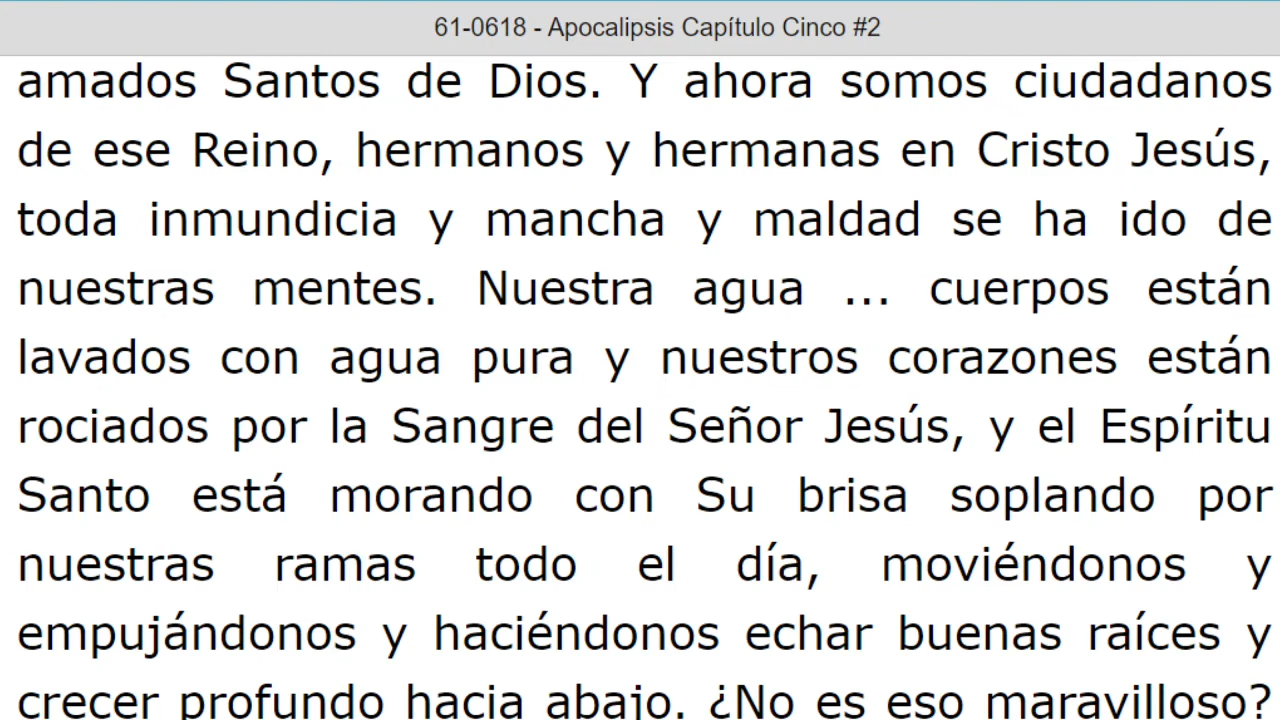 61-0618 - Apocalipsis Capítulo Cinco #2
amados Santos de Dios. Y ahora somos ciudadanos
de ese Reino, hermanos y hermanas en Cristo Jesús,
toda inmundicia y mancha y maldad se ha ido de
nuestras mentes. Nuestra agua ... cuerpos están
lavados con agua pura y nuestros corazones están
rociados por la Sangre del Señor Jesús, y el Espíritu
Santo está morando con Su brisa soplando por
nuestras ramas todo el día, moviéndonos y
empujándonos y haciéndonos echar buenas raíces y
crecer profundo hacia abajo. ¿No es eso maravilloso?